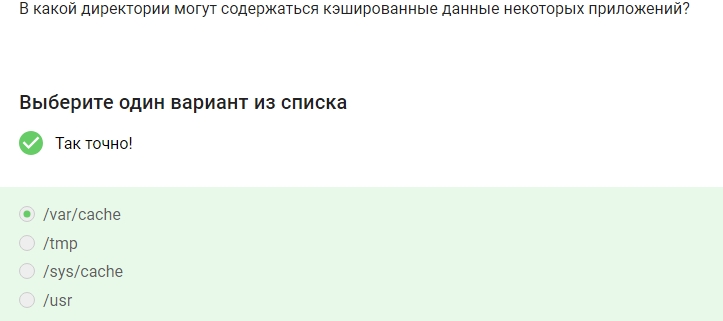 В какой директории могут содержаться кэшированные данные некоторых приложений?
Выберите один вариант из списка
Так точно!
/var/cache
/tmp
/sys/cache
/usr